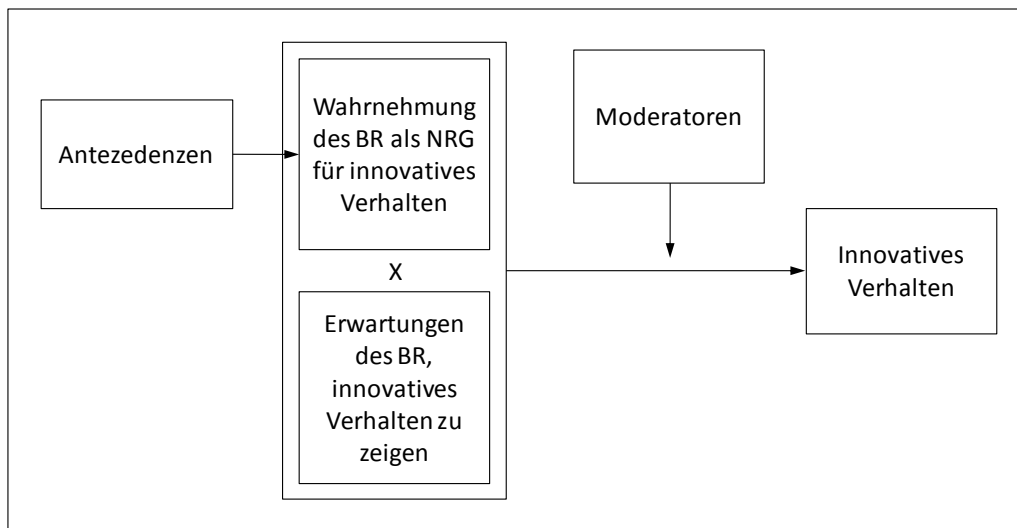 Antezedenzen
Wahrnehmung
des BR als NRG
für innovatives
Verhalten
X
Erwartungen
des BR,
innovatives
Verhalten zu
zeigen
Moderatoren
Innovatives
Verhalten